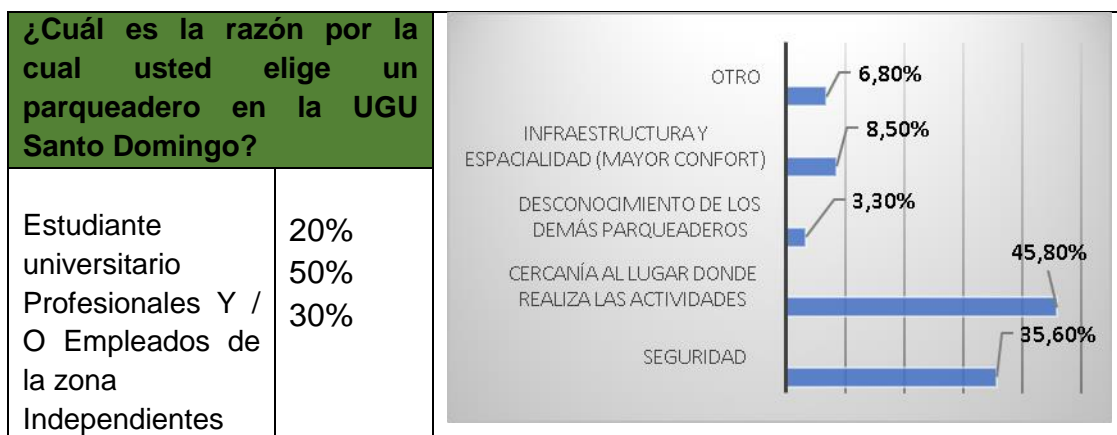 ¿Cuál es la razón por la
cual usted elige un
parqueadero en la UGU
Santo Domingo?
Estudiante
universitario
Profesionales Y /
O Empleados de
la zona
Independientes
20%
50%
30%
OTRO
6,80%
INFRAESTRUCTURA Y
ESPACIALIDAD (MAYOR CONFORT)
8,50%
DESCONOCIMIENTO DE LOS
DEMÁS PARQUEADEROS
3,30%
CERCANÍA AL LUGAR DONDE
REALIZA LAS ACTIVIDADES
45,80%
SEGURIDAD
35,60%